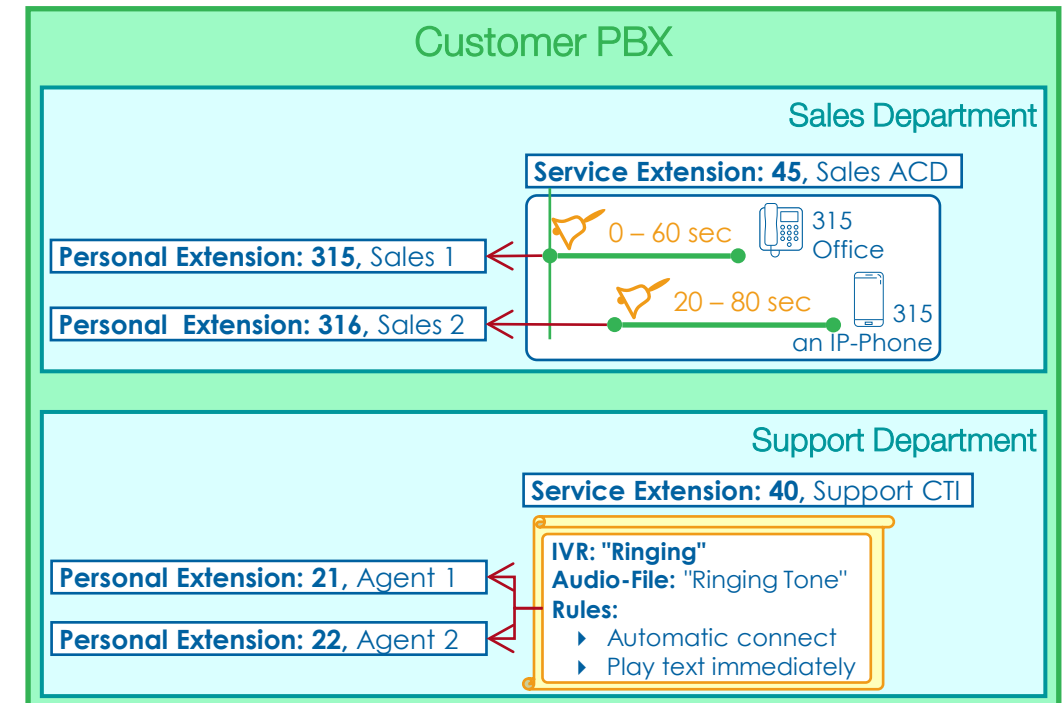 Customer PBX
Sales Department
Service Extension: 45, Sales ACD
0 – 60 sec
315
Office
Personal Extension: 315, Sales 1
20 – 80 sec
315
an IP-Phone
Personal Extension: 316, Sales 2
Support Department
Service Extension: 40, Support CTI
IVR: "Ringing"
Audio-File: "Ringing Tone"
Rules:
Automatic connect
Play text immediately
Personal Extension: 21, Agent 1
Personal Extension: 22, Agent 2